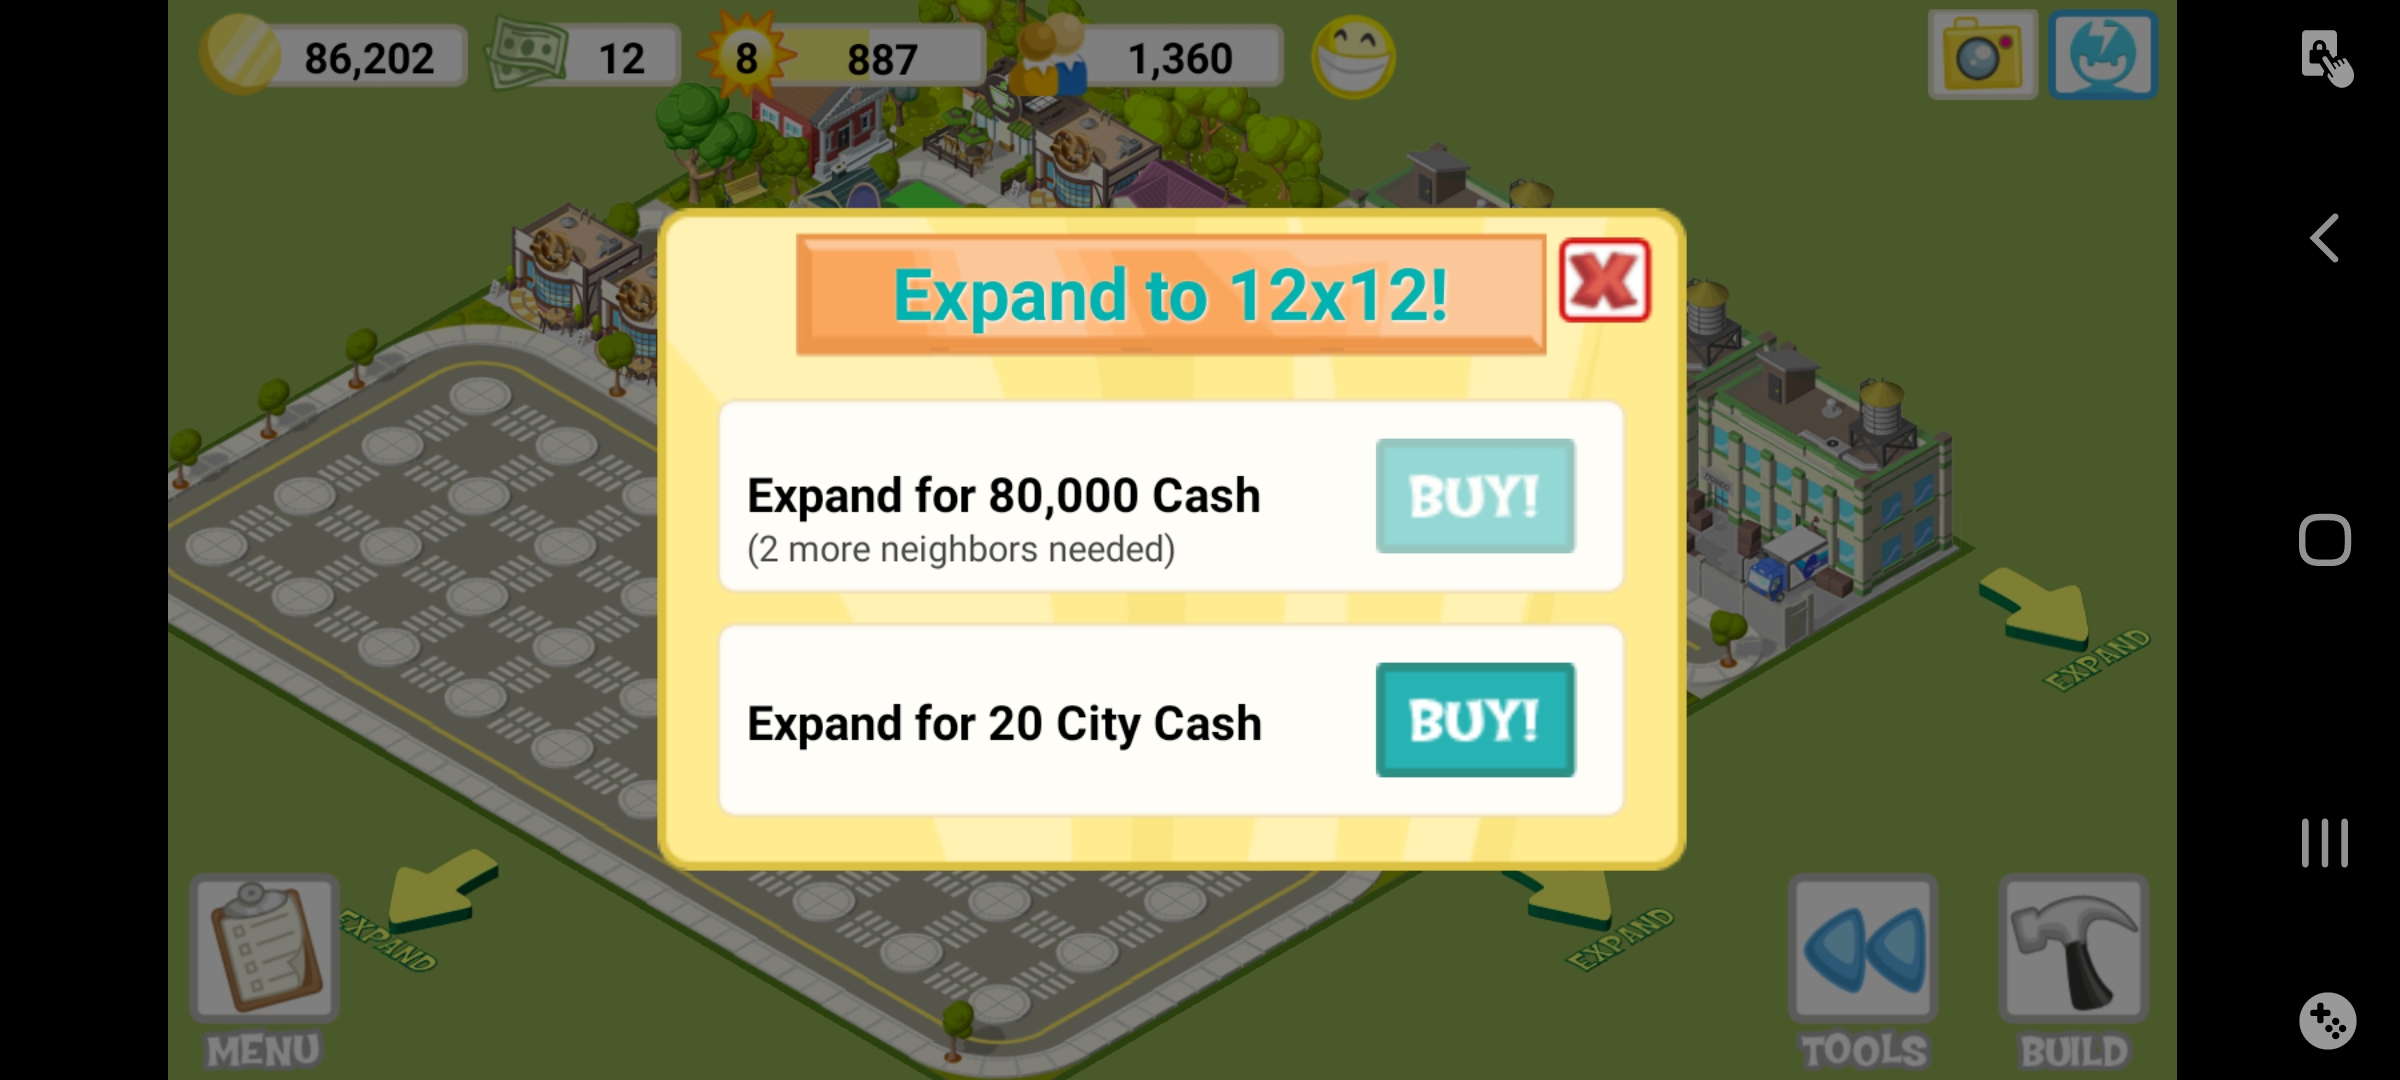 86,202
12
8
887
1,360
Expand to 12x12!
Expand for 80,000 Cash
(2 more neighbors needed)
BUY!
Expand for 20 City Cash
BUY!
EXPAND
EXPAND
EXPAND
MENU
TOOLS
BUILD